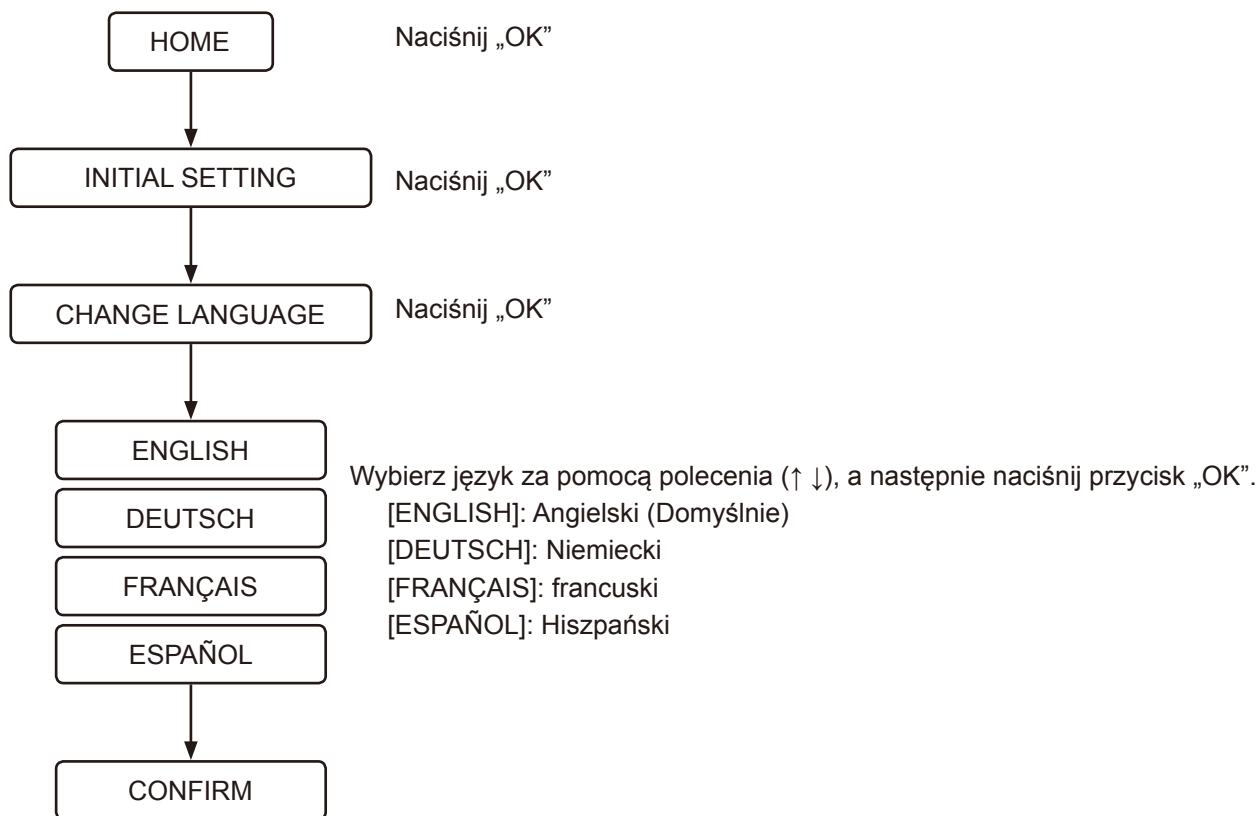 HOME
Naciśnij „OK”
INITIAL SETTING
Naciśnij „OK”
CHANGE LANGUAGE
Naciśnij „OK”
ENGLISH
DEUTSCH
FRANÇAIS
ESPAÑOL
Wybierz język za pomocą polecenia (↑ ↓), a następnie naciśnij przycisk „OK”.
[ENGLISH]: Angielski (Domyślnie)
[DEUTSCH]: Niemiecki
[FRANÇAIS]: francuski
[ESPAÑOL]: Hiszpański
CONFIRM